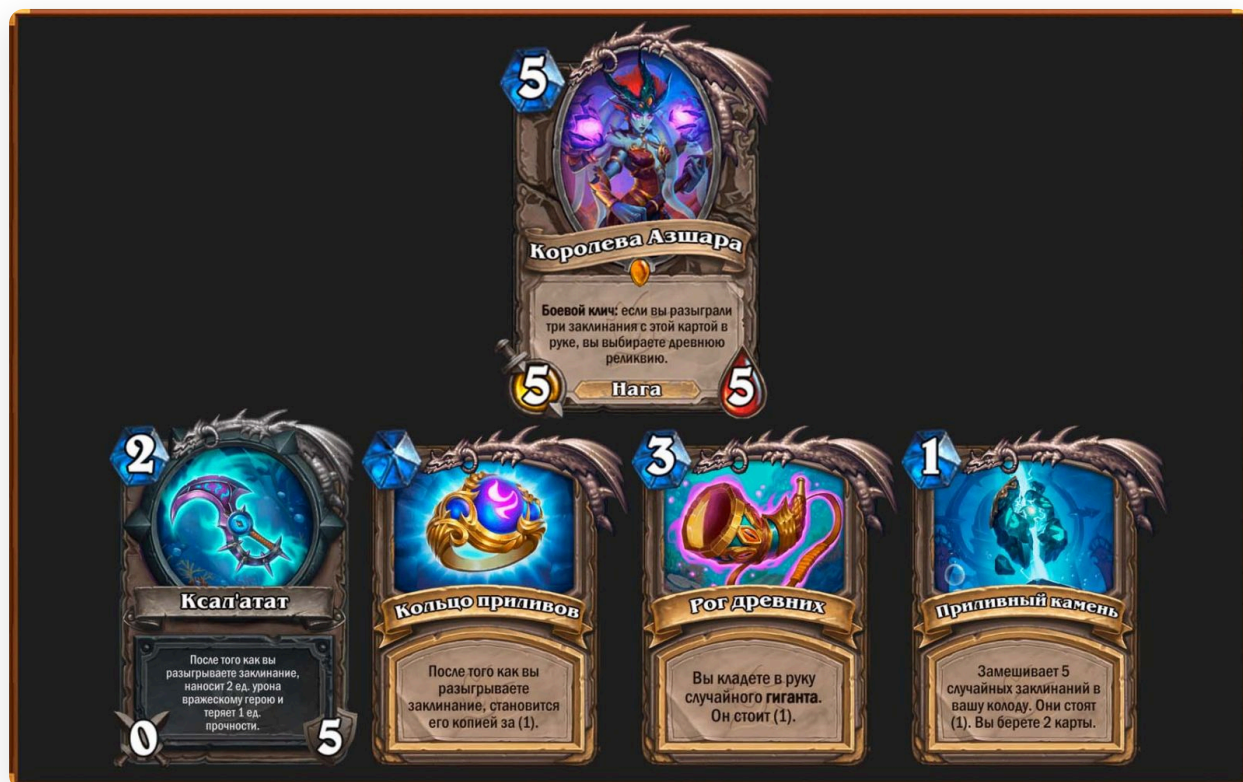 5
Королева Азшара
Боевой клич: если вы разыграли
три заклинания с этой картой в
руке, вы выбираете древнюю
реликвию.
5
Нага
5
2
Ксал'атат
После того как вы
разыгрываете заклинание,
наносит 2 ед. урона
вражескому герою и
теряет 1 ед.
прочности.
0
5
Кольцо приливов
После того как вы
разыгрываете
заклинание, становится
его копией за (1).
3
Рог древних
Вы кладете в руку
случайного гиганта.
Он стоит (1).
1
Приливный камень
Замешивает 5
случайных заклинаний в
вашу колоду. Они стоят
(1). Вы берете 2 карты.